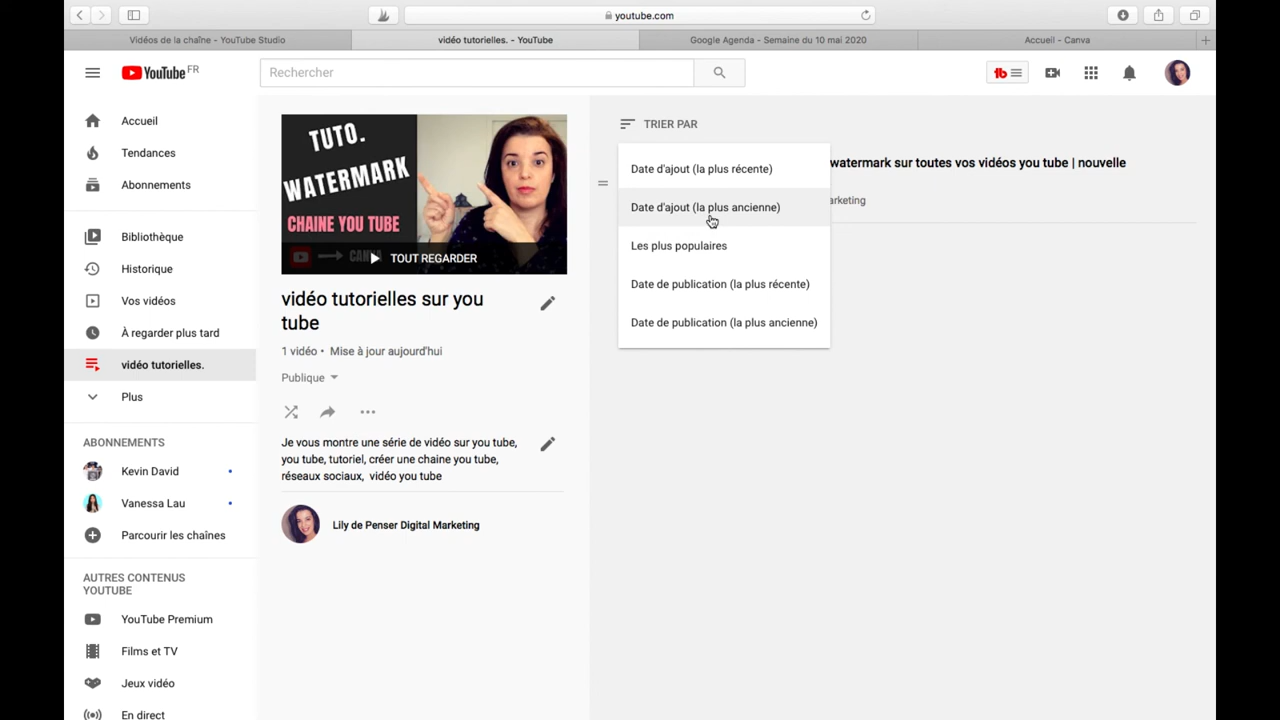 youtube.com
Vidéos de la chaîne - YouTube Studio
vidéo tutorielles. - YouTube
Google Agenda - Semaine du 10 mai 2020
Accueil - Canva
YouTube FR
Rechercher
tb
Accueil
Tendances
Abonnements
Bibliothèque
Historique
Vos vidéos
À regarder plus tard
vidéo tutorielles.
Plus
ABONNEMENTS
Kevin David
Vanessa Lau
Parcourir les chaînes
AUTRES CONTENUS
YOUTUBE
YouTube Premium
Films et TV
Jeux vidéo
En direct
TUTO.
WATERMARK
CHAINE YOU TUBE
TOUT REGARDER
vidéo tutorielles sur you
tube
1 vidéo • Mise à jour aujourd'hui
Publique
Je vous montre une série de vidéo sur you tube,
you tube, tutoriel, créer une chaine you tube,
réseaux sociaux, vidéo you tube
Lily de Penser Digital Marketing
TRIER PAR
Date d'ajout (la plus récente)
Date d'ajout (la plus ancienne)
Les plus populaires
Date de publication (la plus récente)
Date de publication (la plus ancienne)
watermark sur toutes vos vidéos you tube | nouvelle